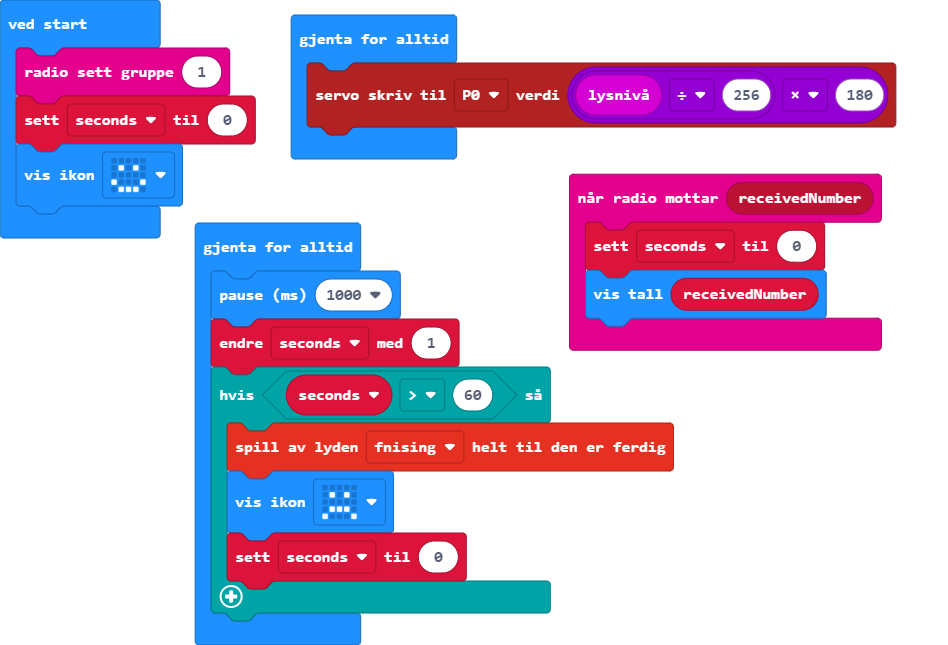 ved start
radio sett gruppe 1
sett seconds til 0
vis ikon
gjenta for alltid
servo skriv til P0 verdi lysnivå ÷ 256 × 180
når radio mottar receivedNumber
sett seconds til 0
vis tall receivedNumber
gjenta for alltid
pause (ms) 1000
endre seconds med 1
hvis seconds > 60 så
spill av lyden fnising helt til den er ferdig
vis ikon
sett seconds til 0